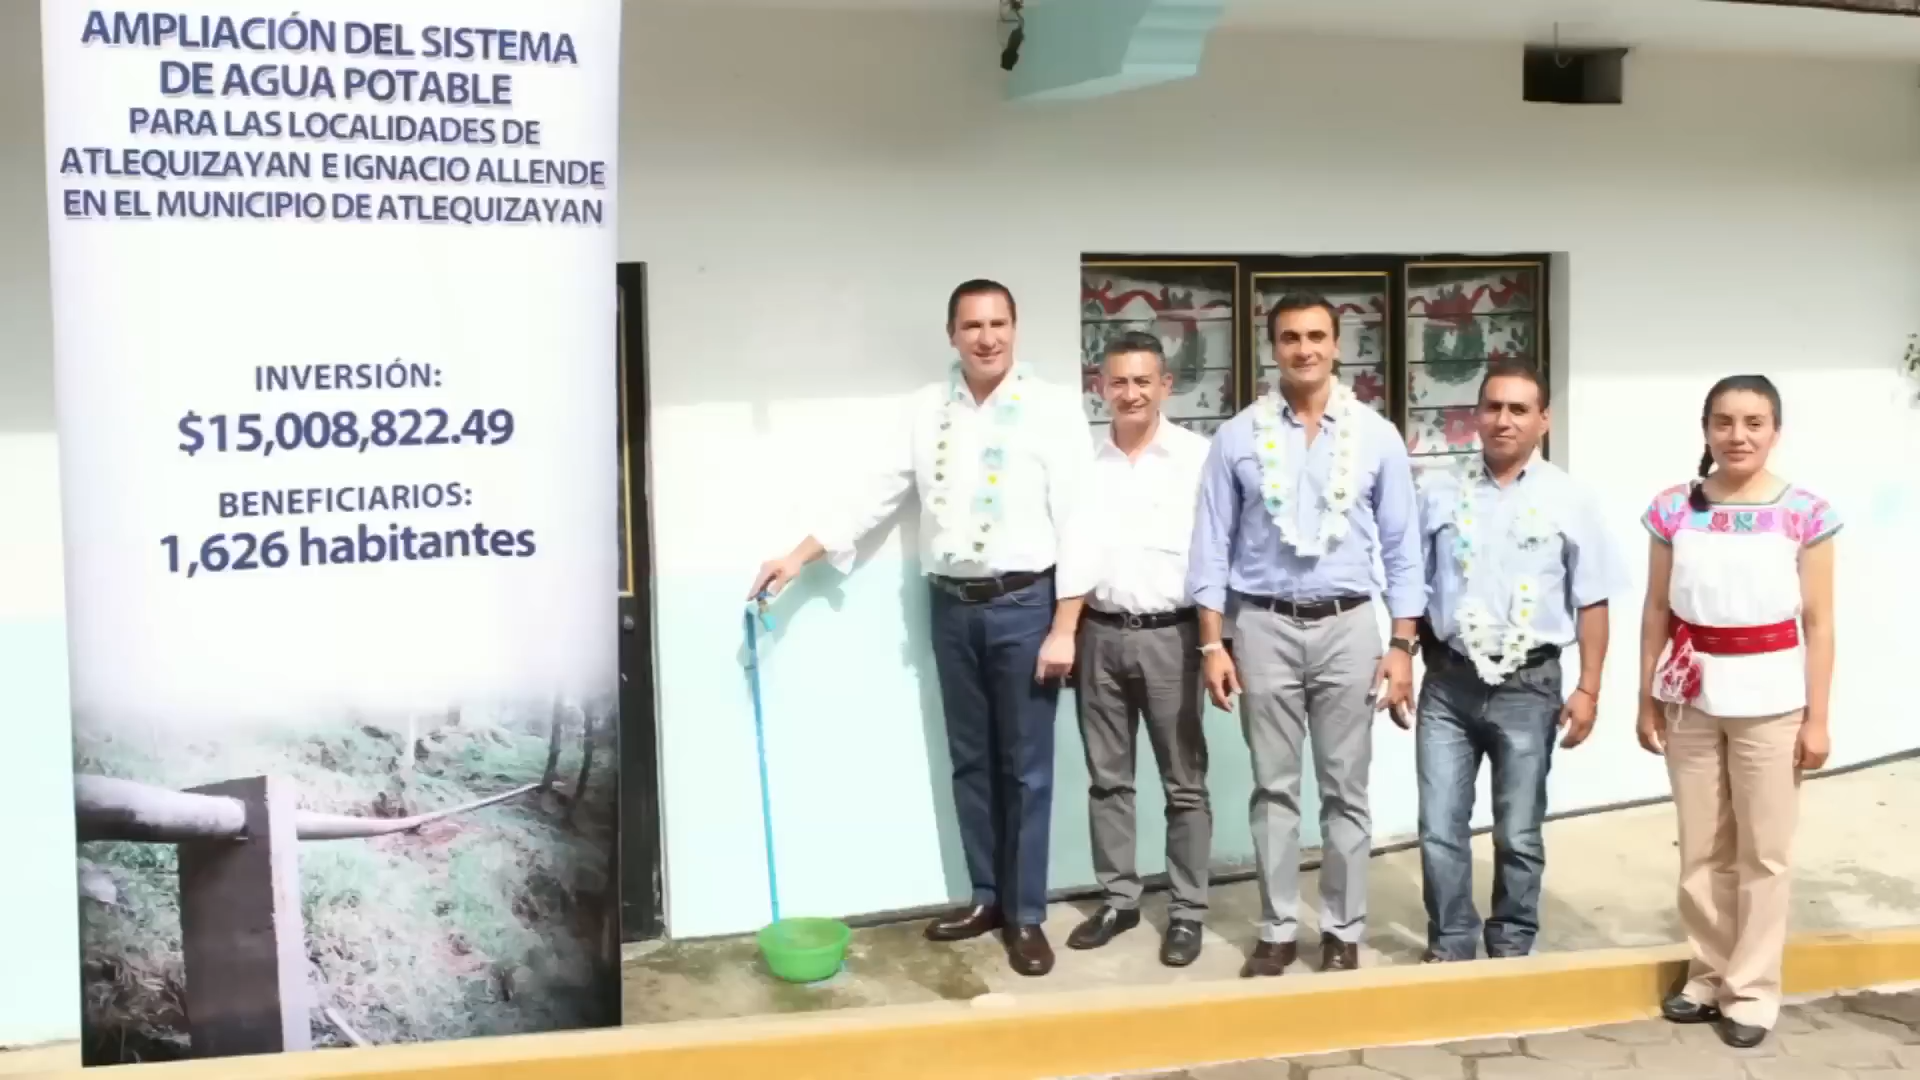 AMPLIACIÓN DEL SISTEMA
DE AGUA POTABLE
PARA LAS LOCALIDADES DE
ATLEQUIZAYAN E IGNACIO ALLENDE
EN EL MUNICIPIO DE ATLEQUIZAYAN
INVERSIÓN:
$15,008,822.49
BENEFICIARIOS:
1,626 habitantes